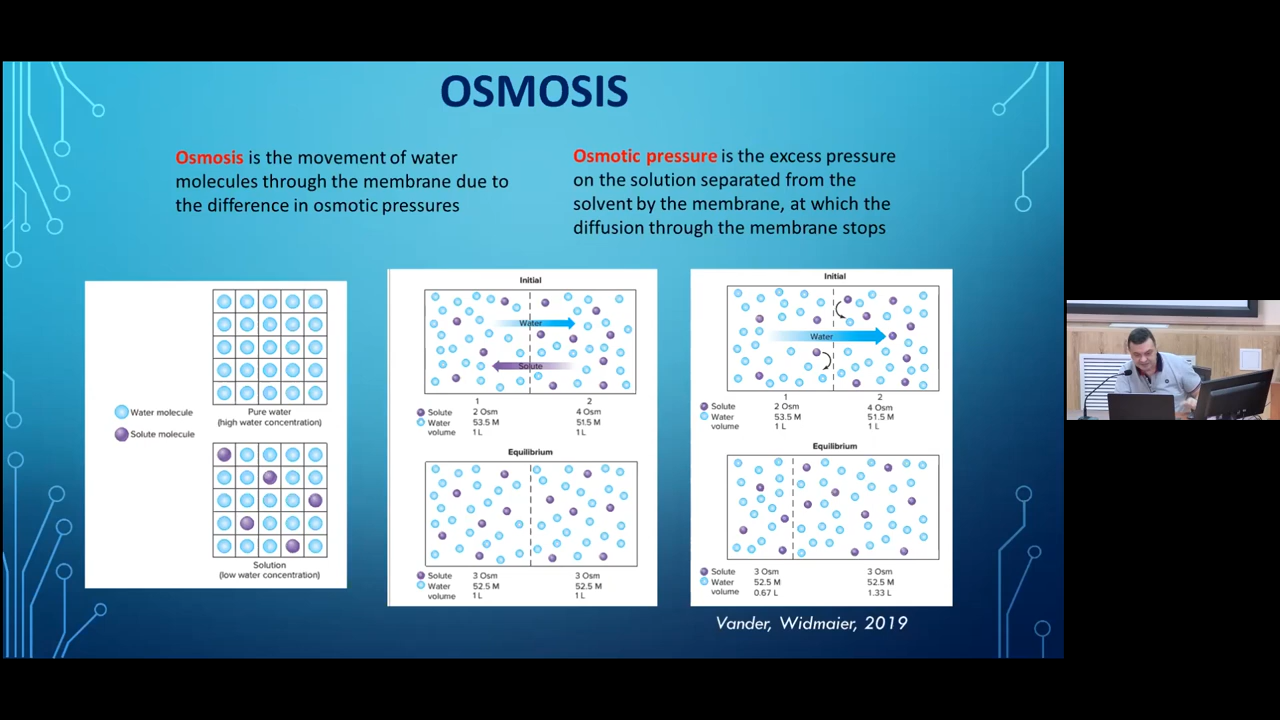 OSMOSIS
Osmosis is the movement of water
molecules through the membrane due to
the difference in osmotic pressures
Osmotic pressure is the excess pressure
on the solution separated from the
solvent by the membrane, at which the
diffusion through the membrane stops
Water molecule
Solute molecule
Pure water
(high water concentration)
Solution
(low water concentration)
Initial
Water
Solute
1 2
Solute 2 Osm 4 Osm
Water 53.5 M 51.5 M
volume 1 L 1 L
Equilibrium
Solute 3 Osm 3 Osm
Water 52.5 M 52.5 M
volume 1 L 1 L
Initial
Water
1 2
Solute 2 Osm 4 Osm
Water 53.5 M 51.5 M
volume 1 L 1 L
Equilibrium
Solute 3 Osm 3 Osm
Water 52.5 M 52.5 M
volume 0.67 L 1.33 L
Vander, Widmaier, 2019